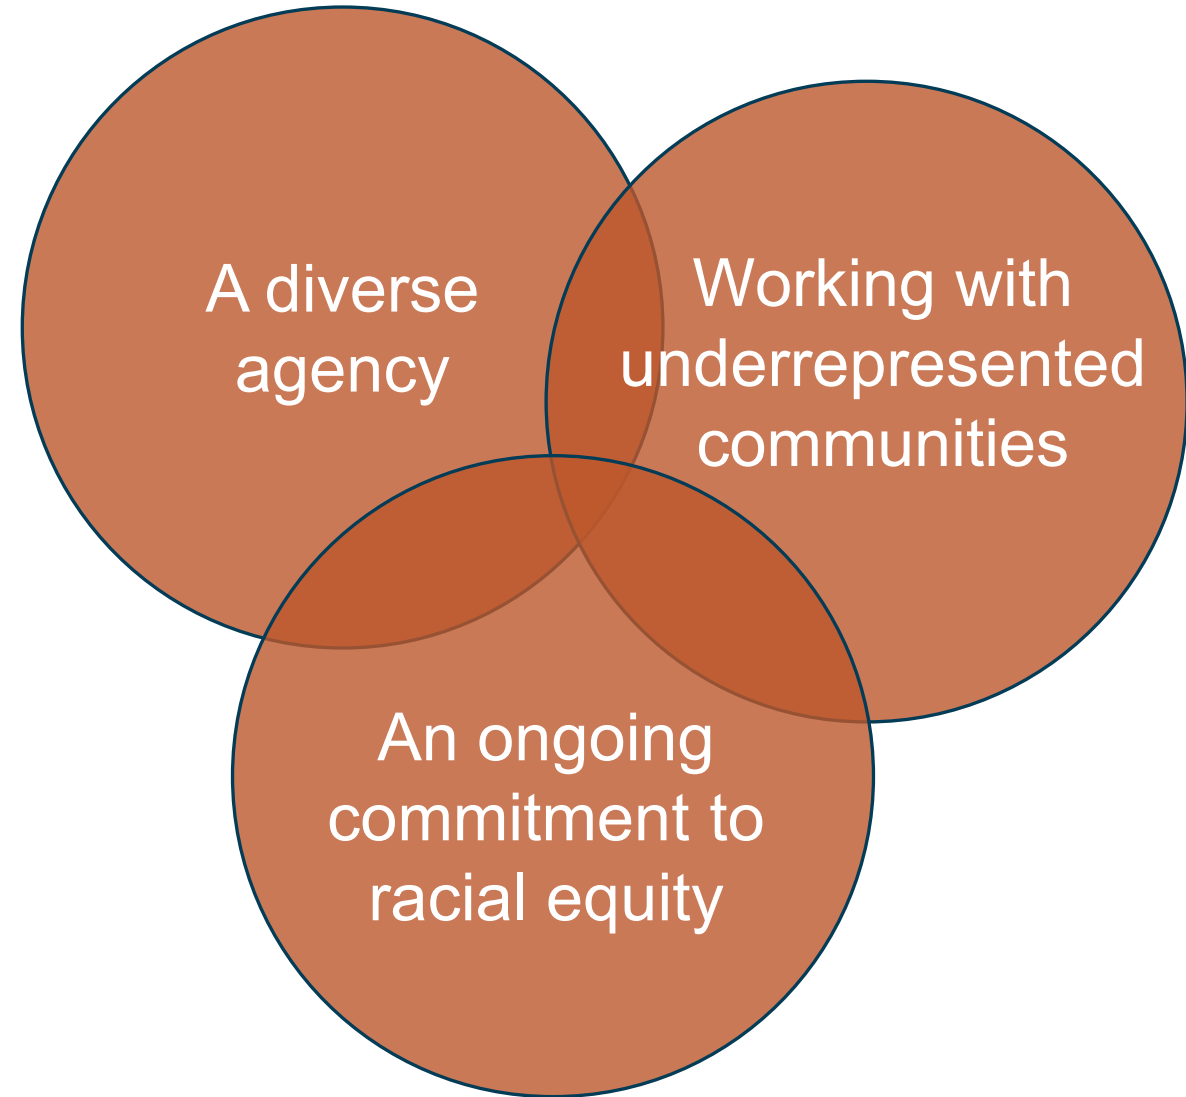 A diverse
agency
Working with
underrepresented
communities
An ongoing
commitment to
racial equity